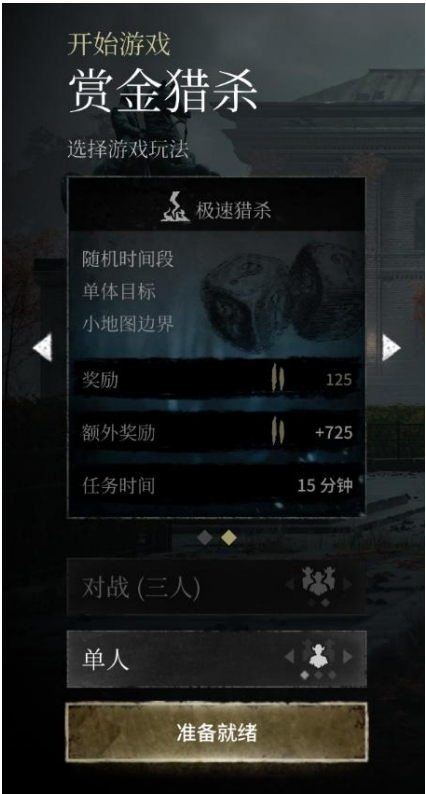 开始游戏
赏金猎杀
选择游戏玩法
极速猎杀
随机时间段
单体目标
小地图边界
奖励 125
额外奖励 +725
任务时间 15 分钟
对战 (三人)
单人
准备就绪